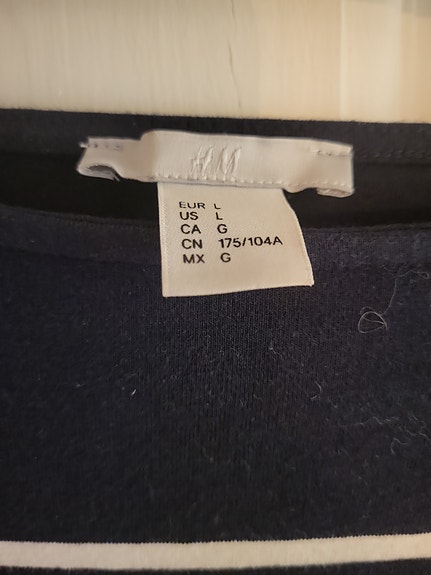 H&M
EUR L
US L
CA G
CN 175/104A
MX G